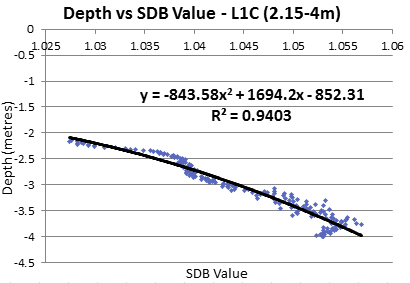 Depth vs SDB Value - L1C (2.15-4m)
0
1.025 1.03 1.035 1.04 1.045 1.05 1.055 1.06
-0.5
-1
y = -843.58x² + 1694.2x - 852.31
-1.5
R² = 0.9403
-2
-2.5
-3
-3.5
-4
-4.5
Depth (metres)
SDB Value